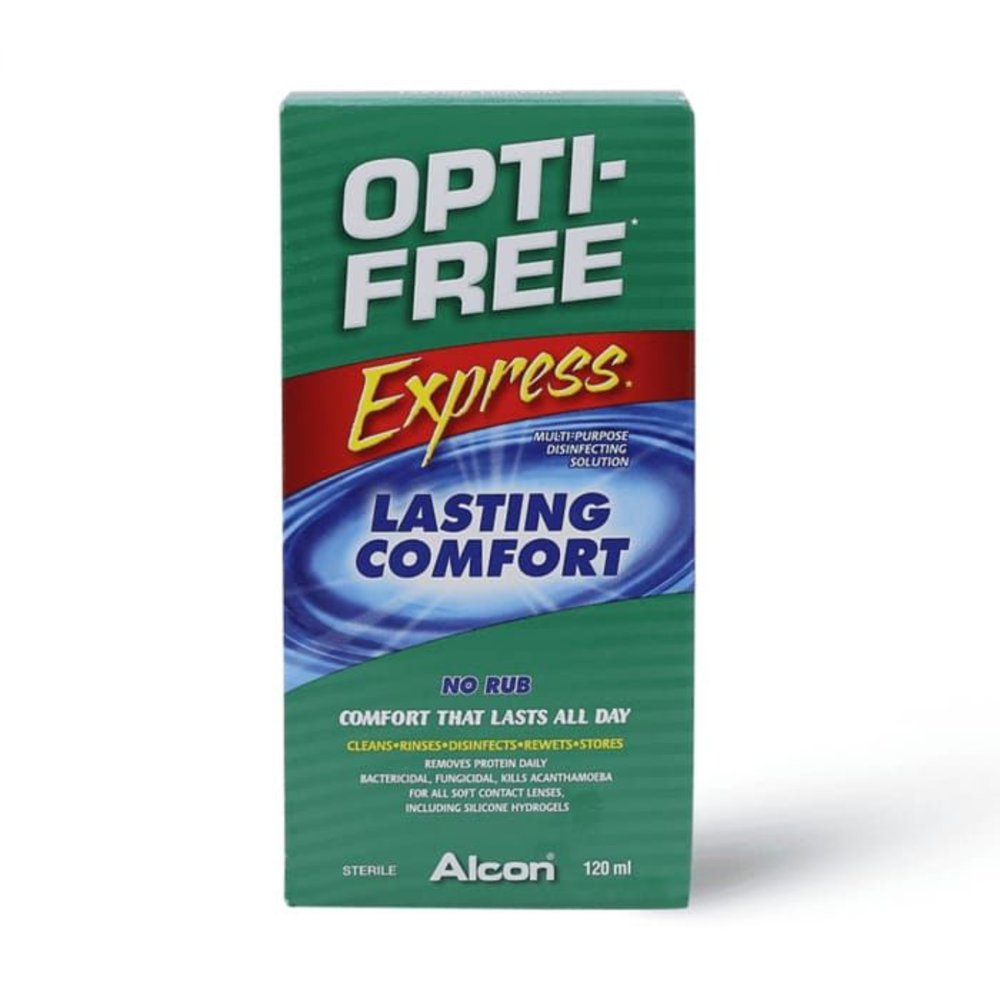 OPTI-
FREE*
Express.*
MULTI-PURPOSE
DISINFECTING
SOLUTION
LASTING
COMFORT
NO RUB
COMFORT THAT LASTS ALL DAY
CLEANS•RINSES•DISINFECTS•REWETS•STORES
REMOVES PROTEIN DAILY
BACTERICIDAL, FUNGICIDAL, KILLS ACANTHAMOEBA
FOR ALL SOFT CONTACT LENSES,
INCLUDING SILICONE HYDROGELS
STERILE Alcon® 120 ml